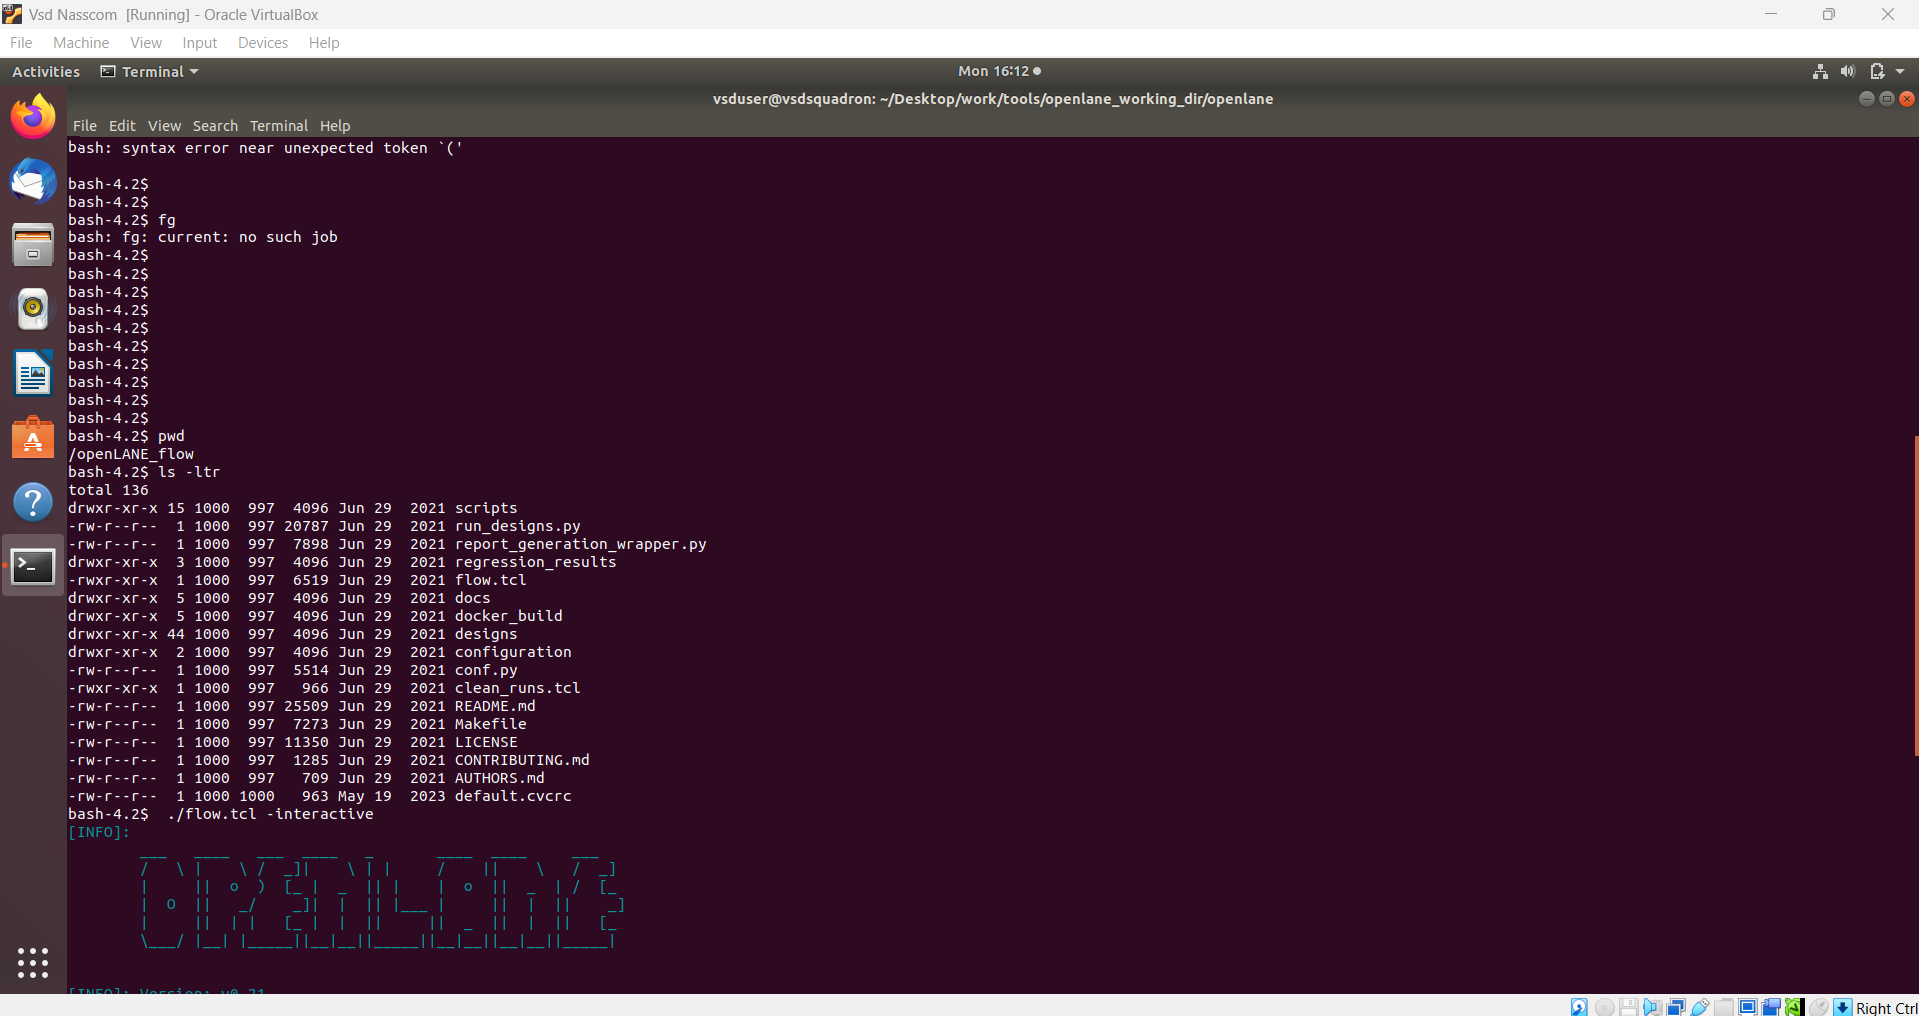 Vsd Nasscom [Running] - Oracle VirtualBox
File Machine View Input Devices Help
Activities Terminal Mon 16:12
vsduser@vsdsquadron: ~/Desktop/work/tools/openlane_working_dir/openlane
File Edit View Search Terminal Help
bash: syntax error near unexpected token `('
bash-4.2$
bash-4.2$
bash-4.2$ fg
bash: fg: current: no such job
bash-4.2$
bash-4.2$
bash-4.2$
bash-4.2$
bash-4.2$
bash-4.2$
bash-4.2$
bash-4.2$
bash-4.2$
bash-4.2$
bash-4.2$ pwd
/openLANE_flow
bash-4.2$ ls -ltr
total 136
drwxr-xr-x 15 1000  997  4096 Jun 29  2021 scripts
-rw-r--r--  1 1000  997 20787 Jun 29  2021 run_designs.py
-rw-r--r--  1 1000  997  7898 Jun 29  2021 report_generation_wrapper.py
drwxr-xr-x  3 1000  997  4096 Jun 29  2021 regression_results
-rwxr-xr-x  1 1000  997  6519 Jun 29  2021 flow.tcl
drwxr-xr-x  5 1000  997  4096 Jun 29  2021 docs
drwxr-xr-x  5 1000  997  4096 Jun 29  2021 docker_build
drwxr-xr-x 44 1000  997  4096 Jun 29  2021 designs
drwxr-xr-x  2 1000  997  4096 Jun 29  2021 configuration
-rw-r--r--  1 1000  997  5514 Jun 29  2021 conf.py
-rwxr-xr-x  1 1000  997   966 Jun 29  2021 clean_runs.tcl
-rw-r--r--  1 1000  997 25509 Jun 29  2021 README.md
-rw-r--r--  1 1000  997  7273 Jun 29  2021 Makefile
-rw-r--r--  1 1000  997 11350 Jun 29  2021 LICENSE
-rw-r--r--  1 1000  997  1285 Jun 29  2021 CONTRIBUTING.md
-rw-r--r--  1 1000  997   709 Jun 29  2021 AUTHORS.md
-rw-r--r--  1 1000 1000   963 May 19  2023 default.cvcrc
bash-4.2$  ./flow.tcl -interactive
[INFO]:
OPENLANE
[INFO]: Version: v0.21
Right Ctrl